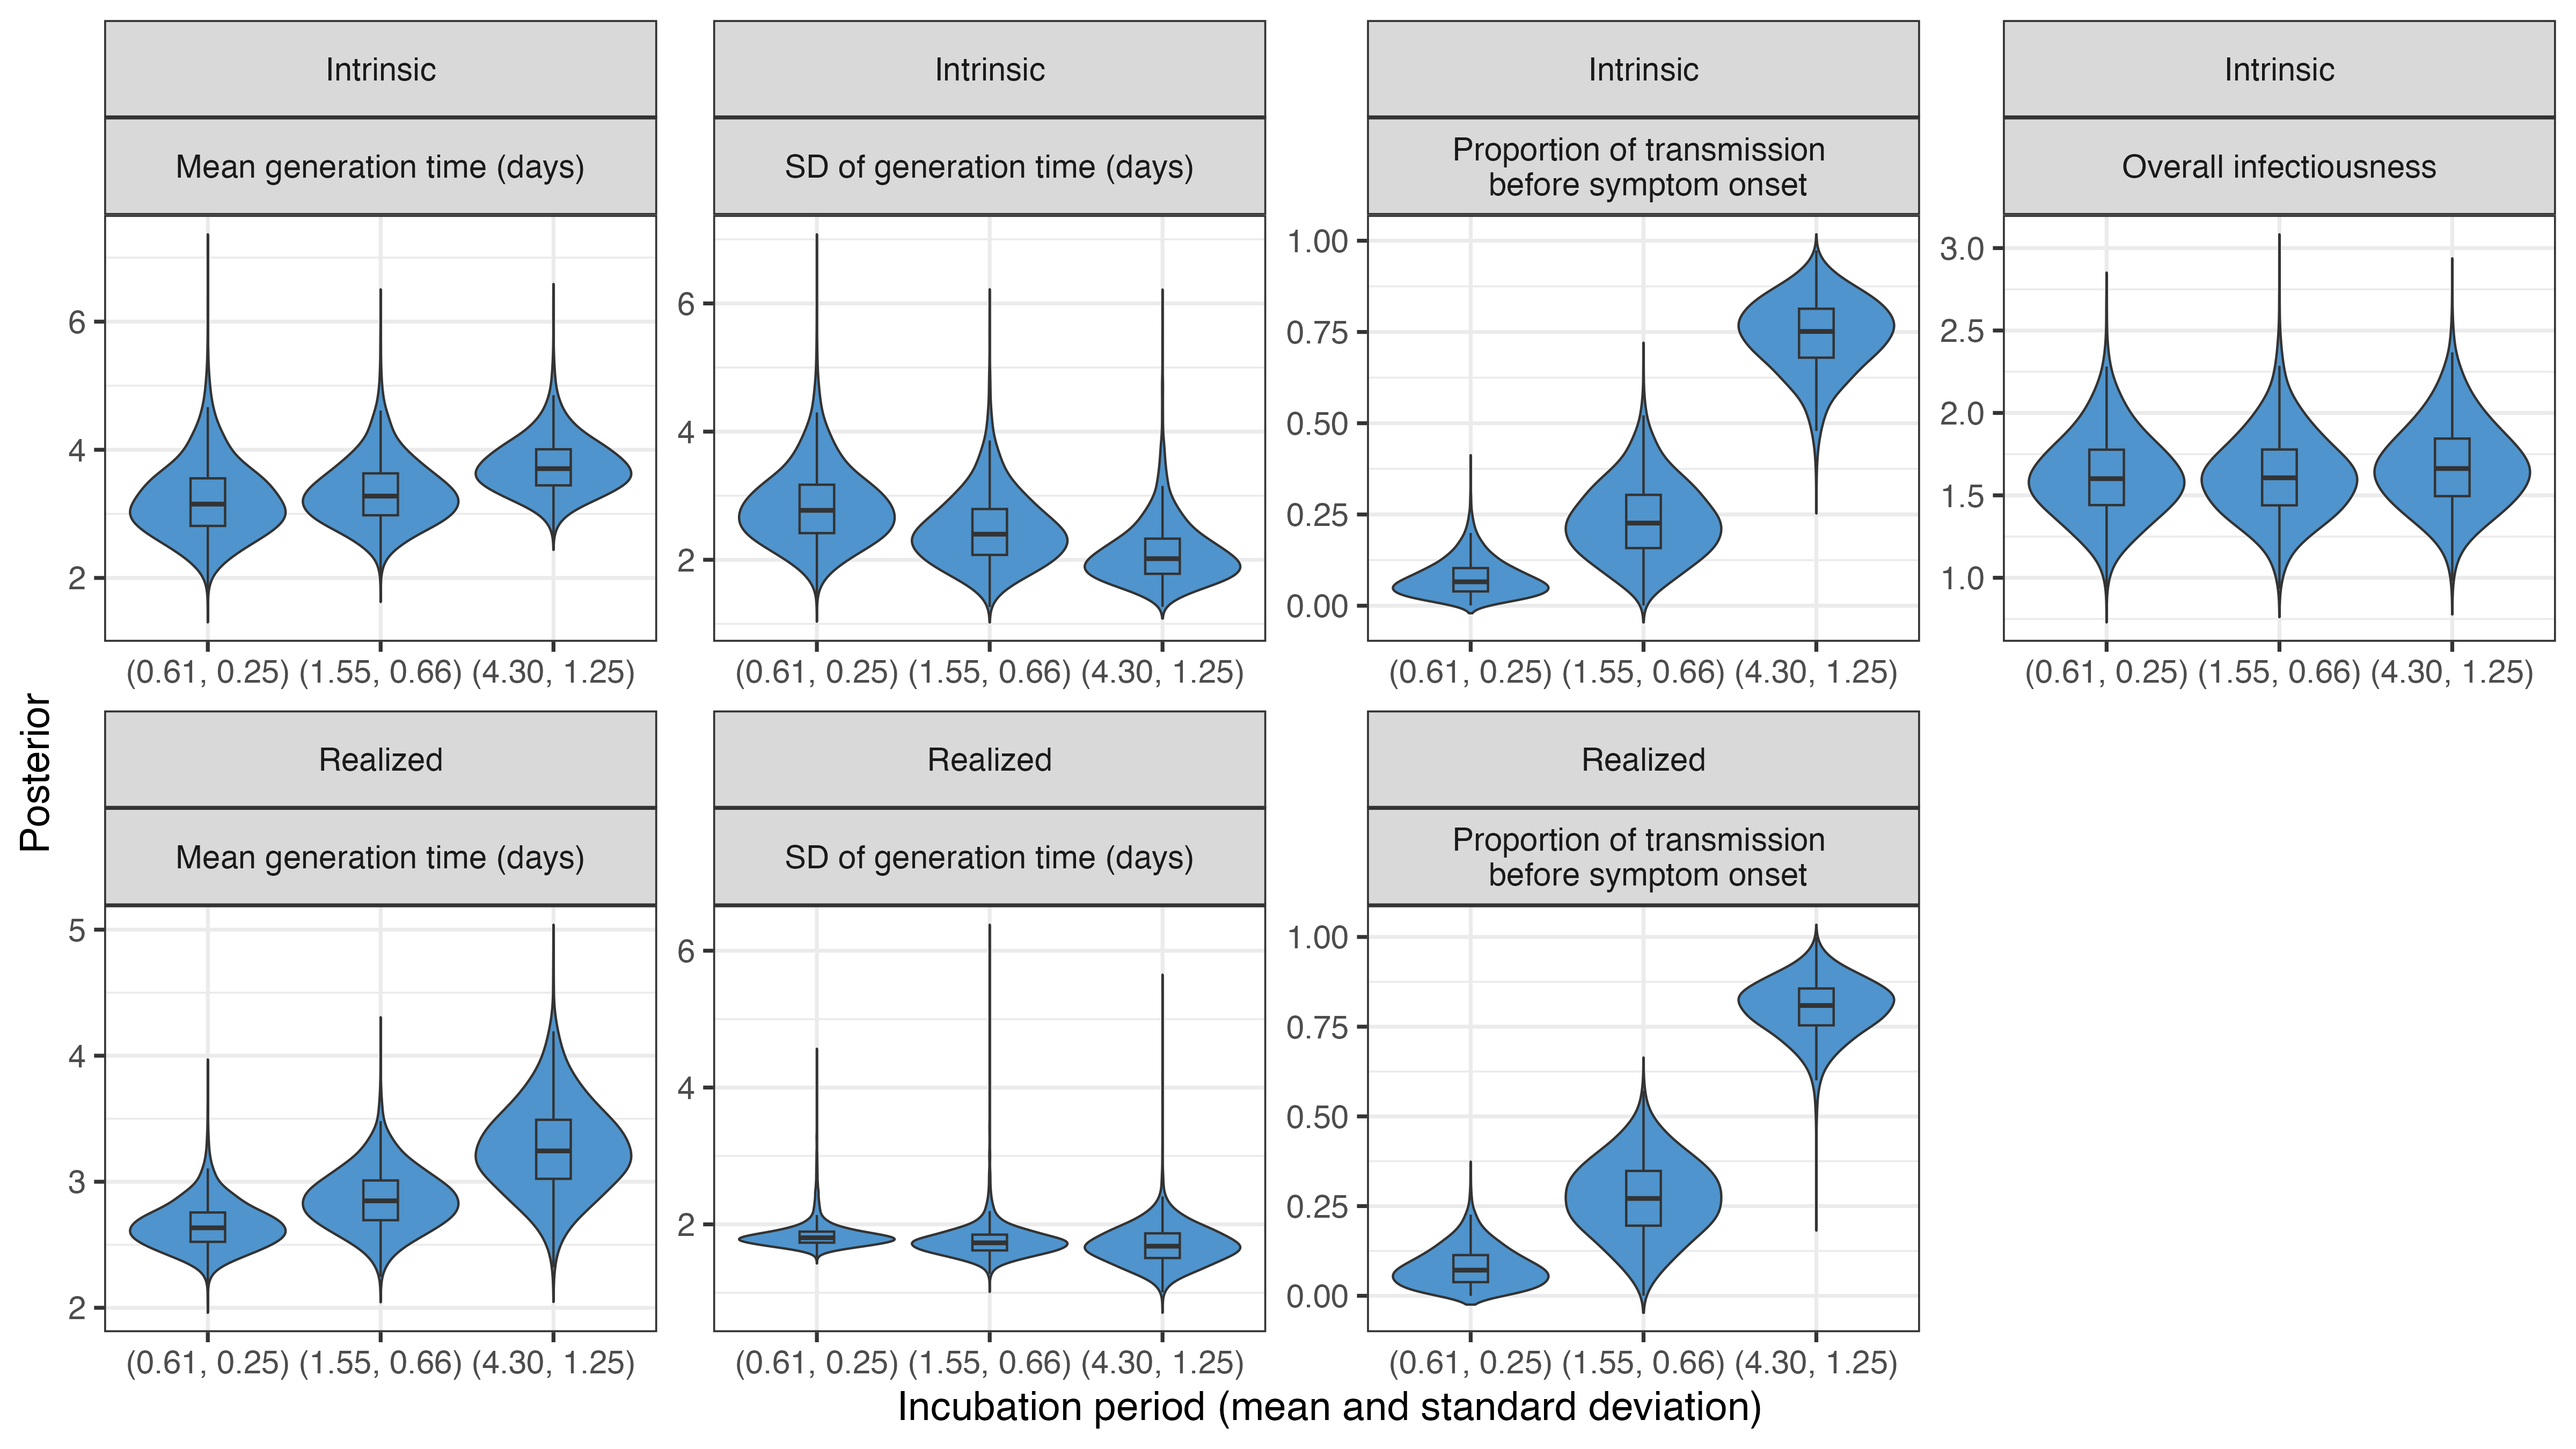 Intrinsic
Intrinsic
Intrinsic
Intrinsic
Mean generation time (days)
SD of generation time (days)
Proportion of transmission
before symptom onset
Overall infectiousness
6
4
2
6
4
2
1.00
0.75
0.50
0.25
0.00
3.0
2.5
2.0
1.5
1.0
(0.61, 0.25) (1.55, 0.66) (4.30, 1.25)
(0.61, 0.25) (1.55, 0.66) (4.30, 1.25)
(0.61, 0.25) (1.55, 0.66) (4.30, 1.25)
(0.61, 0.25) (1.55, 0.66) (4.30, 1.25)
Posterior
Realized
Realized
Realized
Mean generation time (days)
SD of generation time (days)
Proportion of transmission
before symptom onset
5
4
3
2
6
4
2
1.00
0.75
0.50
0.25
0.00
(0.61, 0.25) (1.55, 0.66) (4.30, 1.25)
(0.61, 0.25) (1.55, 0.66) (4.30, 1.25)
(0.61, 0.25) (1.55, 0.66) (4.30, 1.25)
Incubation period (mean and standard deviation)